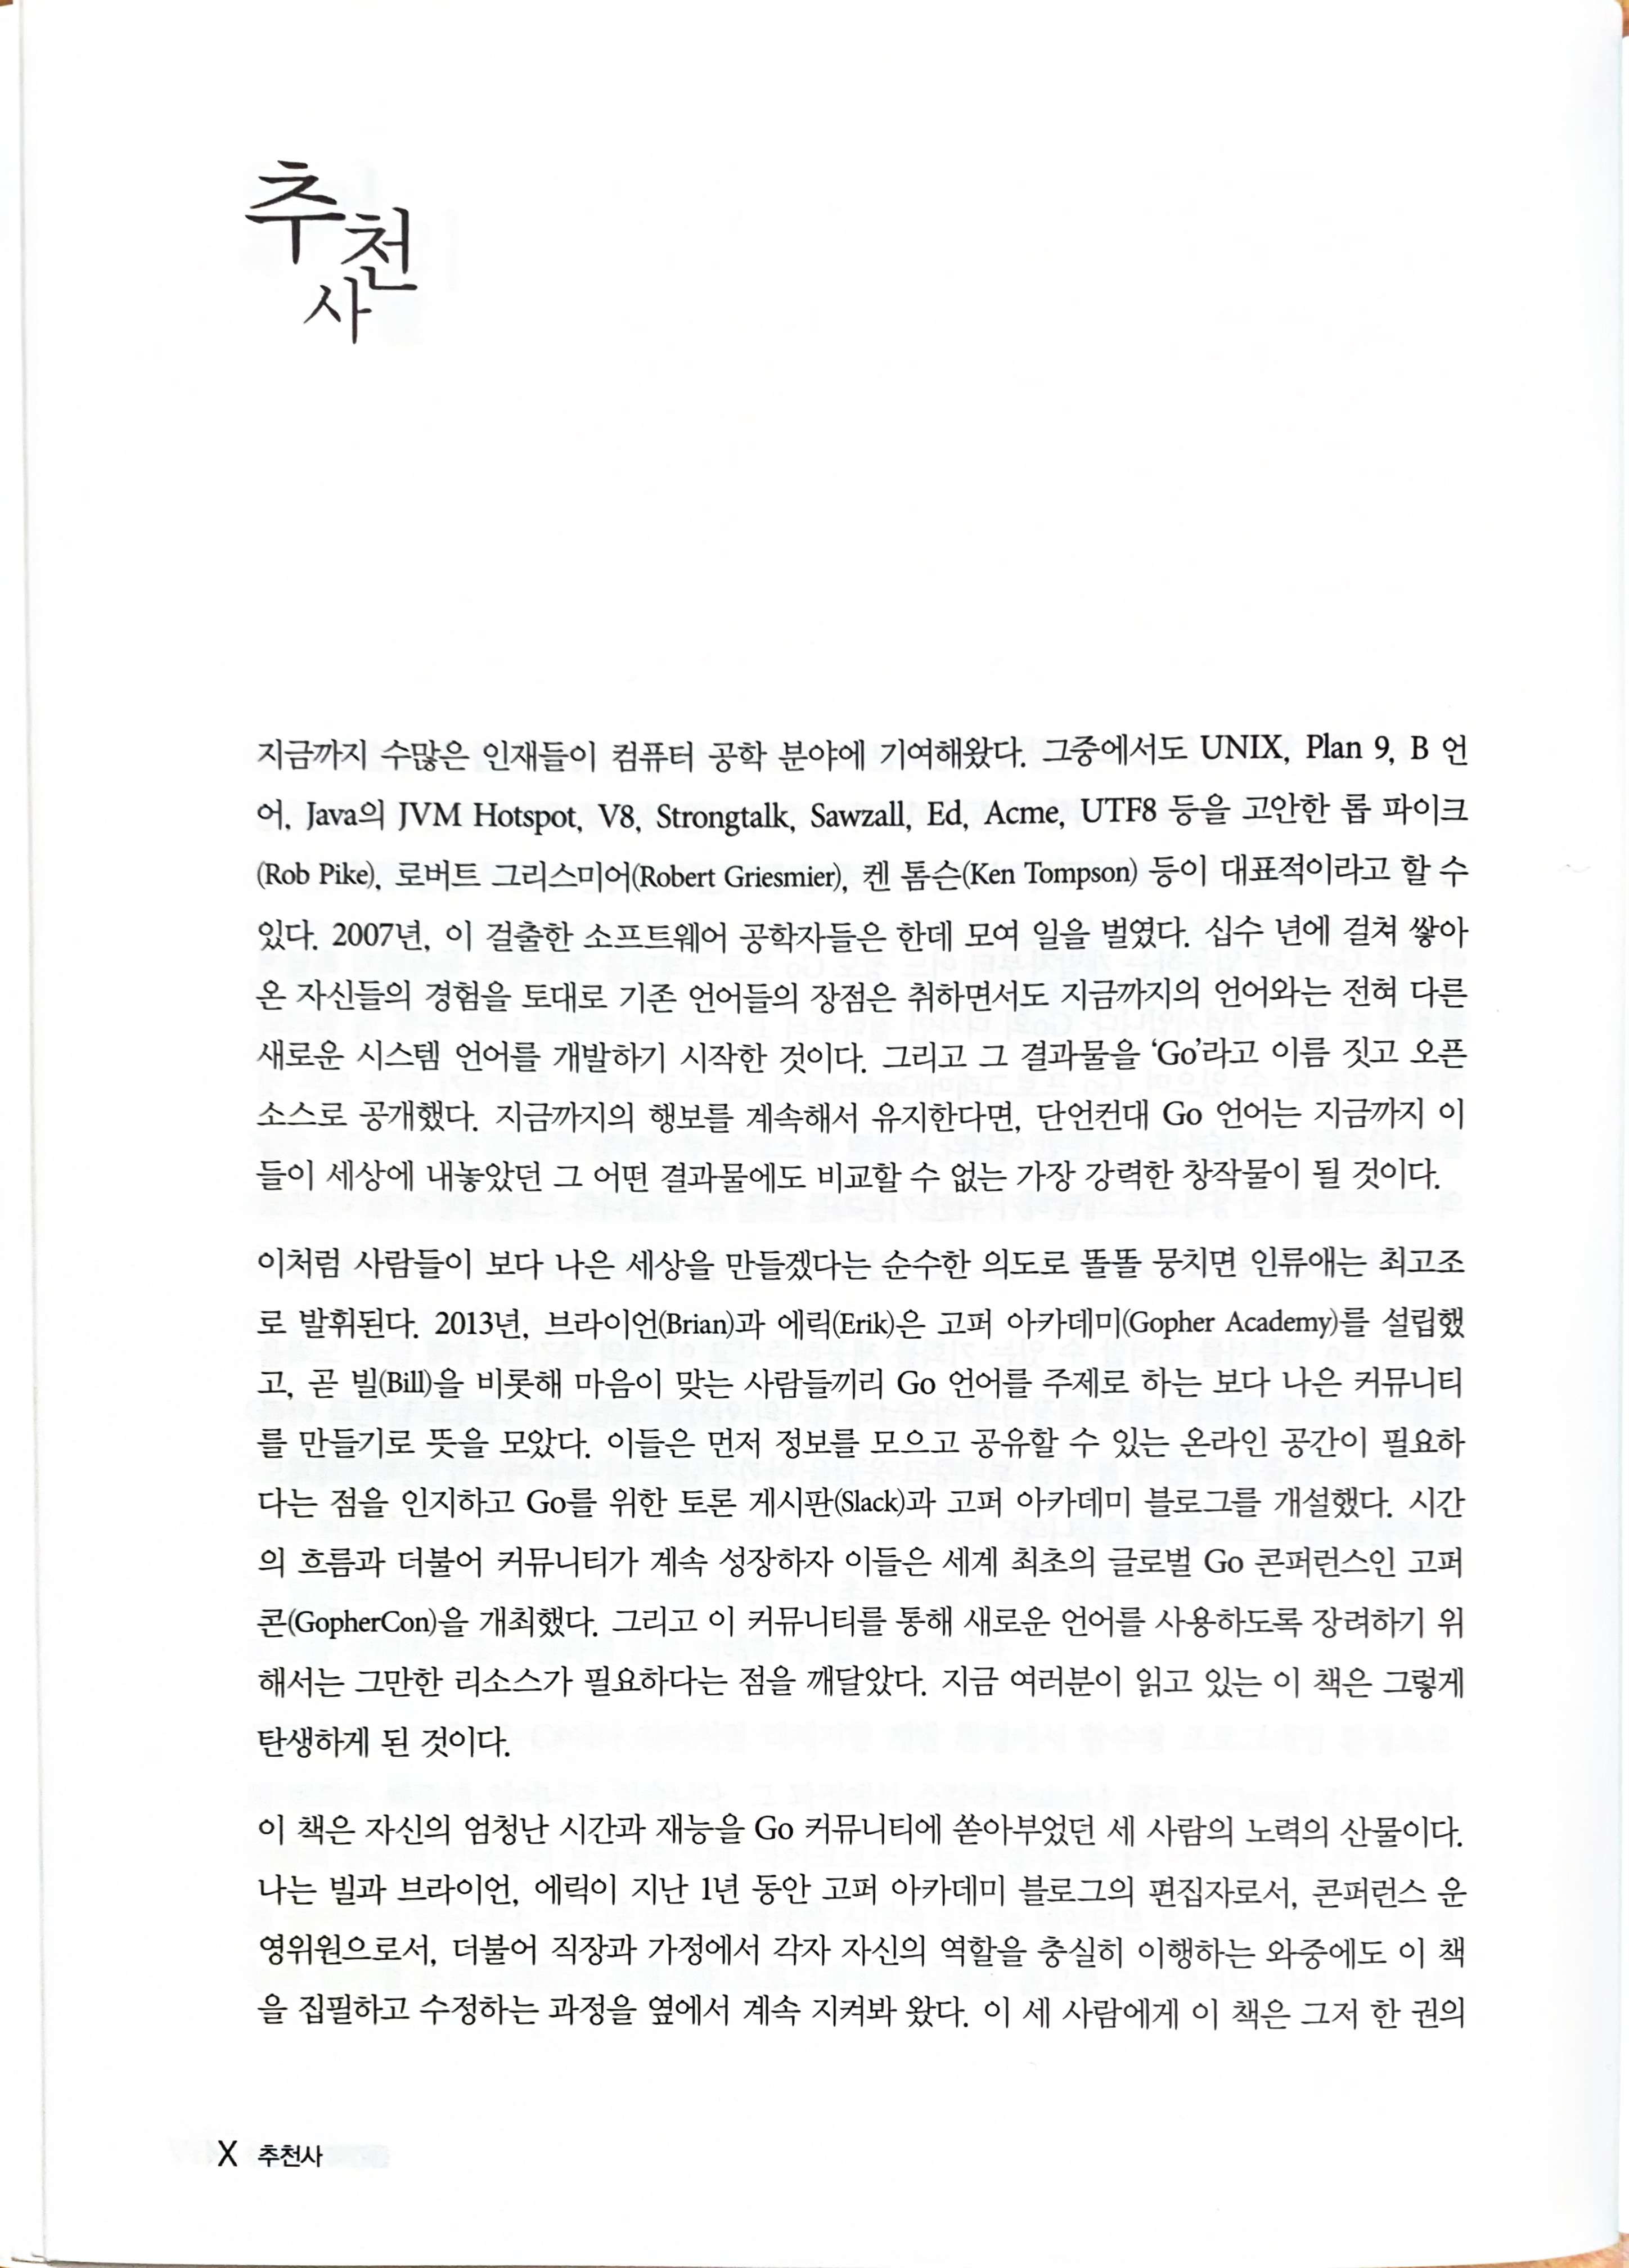 추천사
지금까지 수많은 인재들이 컴퓨터 공학 분야에 기여해왔다. 그중에서도 UNIX, Plan 9, B 언
어, Java의 JVM Hotspot, V8, Strongtalk, Sawzall, Ed, Acme, UTF8 등을 고안한 롭 파이크
(Rob Pike), 로버트 그리스미어(Robert Griesmier), 켄 톰슨(Ken Tompson) 등이 대표적이라고 할 수
있다. 2007년, 이 걸출한 소프트웨어 공학자들은 한데 모여 일을 벌였다. 십수 년에 걸쳐 쌓아
온 자신들의 경험을 토대로 기존 언어들의 장점은 취하면서도 지금까지의 언어와는 전혀 다른
새로운 시스템 언어를 개발하기 시작한 것이다. 그리고 그 결과물을 ‘Go’라고 이름 짓고 오픈
소스로 공개했다. 지금까지의 행보를 계속해서 유지한다면, 단언컨대 Go 언어는 지금까지 이
들이 세상에 내놓았던 그 어떤 결과물에도 비교할 수 없는 가장 강력한 창작물이 될 것이다.
이처럼 사람들이 보다 나은 세상을 만들겠다는 순수한 의도로 똘똘 뭉치면 인류애는 최고조
로 발휘된다. 2013년, 브라이언(Brian)과 에릭(Erik)은 고퍼 아카데미(Gopher Academy)를 설립했
고, 곧 빌(Bill)을 비롯해 마음이 맞는 사람들끼리 Go 언어를 주제로 하는 보다 나은 커뮤니티
를 만들기로 뜻을 모았다. 이들은 먼저 정보를 모으고 공유할 수 있는 온라인 공간이 필요하
다는 점을 인지하고 Go를 위한 토론 게시판(Slack)과 고퍼 아카데미 블로그를 개설했다. 시간
의 흐름과 더불어 커뮤니티가 계속 성장하자 이들은 세계 최초의 글로벌 Go 콘퍼런스인 고퍼
콘(GopherCon)을 개최했다. 그리고 이 커뮤니티를 통해 새로운 언어를 사용하도록 장려하기 위
해서는 그만한 리소스가 필요하다는 점을 깨달았다. 지금 여러분이 읽고 있는 이 책은 그렇게
탄생하게 된 것이다.
이 책은 자신의 엄청난 시간과 재능을 Go 커뮤니티에 쏟아부었던 세 사람의 노력의 산물이다.
나는 빌과 브라이언, 에릭이 지난 1년 동안 고퍼 아카데미 블로그의 편집자로서, 콘퍼런스 운
영위원으로서, 더불어 직장과 가정에서 각자 자신의 역할을 충실히 이행하는 와중에도 이 책
을 집필하고 수정하는 과정을 옆에서 계속 지켜봐 왔다. 이 세 사람에게 이 책은 그저 한 권의
X 추천사